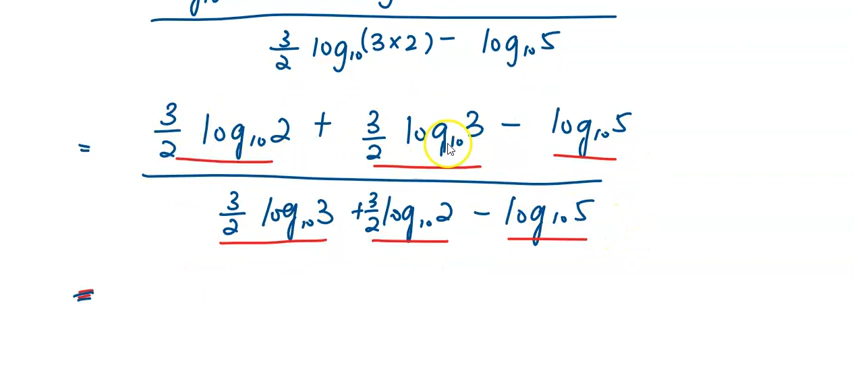 3/2 log₁₀(3×2) − log₁₀5
= 3/2 log₁₀2 + 3/2 log₁₀3 − log₁₀5
3/2 log₁₀3 + 3/2 log₁₀2 − log₁₀5
=